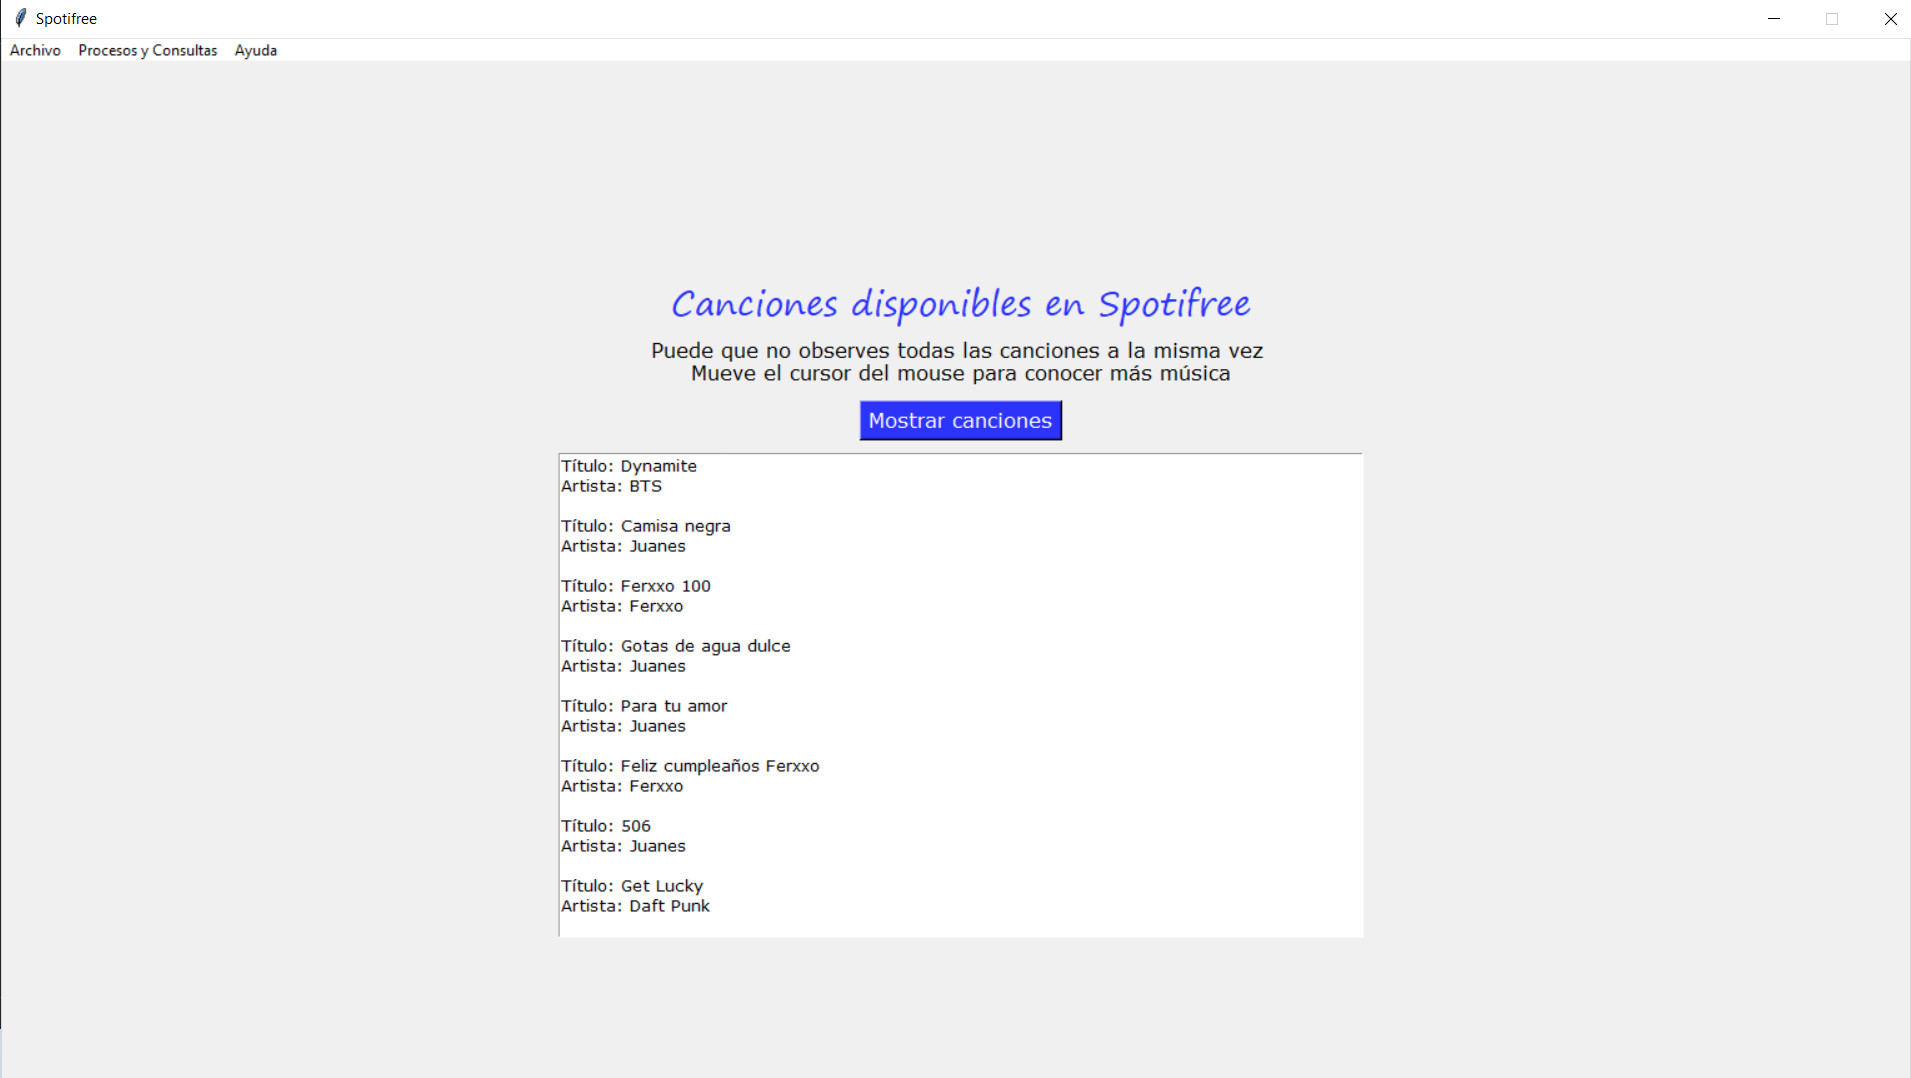 Spotifree
Archivo Procesos y Consultas Ayuda
Canciones disponibles en Spotifree
Puede que no observes todas las canciones a la misma vez
Mueve el cursor del mouse para conocer más música
Mostrar canciones
Título: Dynamite
Artista: BTS
Título: Camisa negra
Artista: Juanes
Título: Ferxxo 100
Artista: Ferxxo
Título: Gotas de agua dulce
Artista: Juanes
Título: Para tu amor
Artista: Juanes
Título: Feliz cumpleaños Ferxxo
Artista: Ferxxo
Título: 506
Artista: Juanes
Título: Get Lucky
Artista: Daft Punk